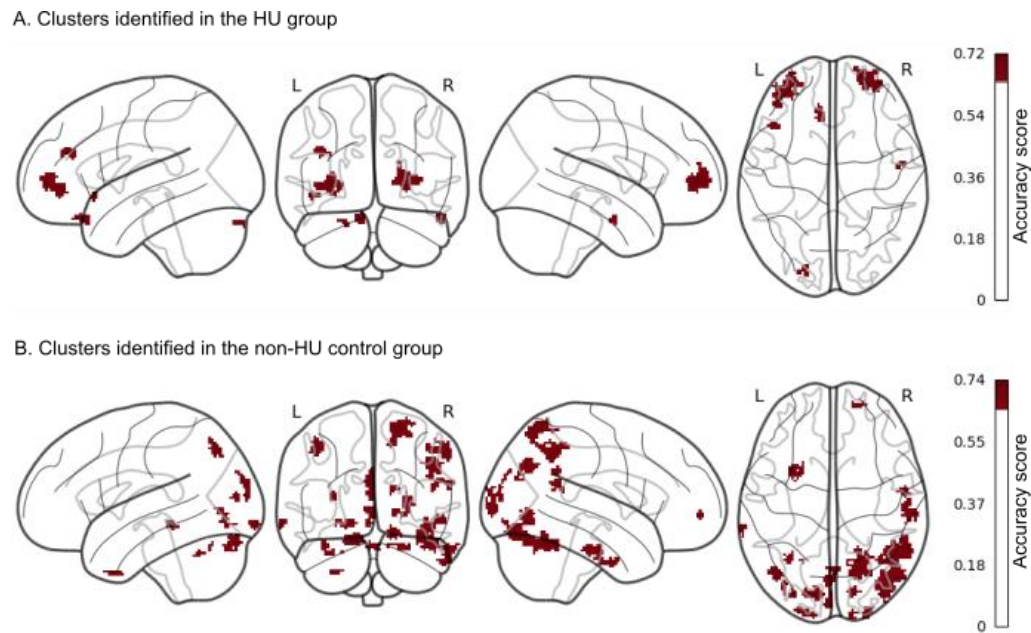 A. Clusters identified in the HU group
L R L R
0.72
0.54
0.36
0.18
0
Accuracy score
B. Clusters identified in the non-HU control group
L R L R
0.74
0.55
0.37
0.18
0
Accuracy score